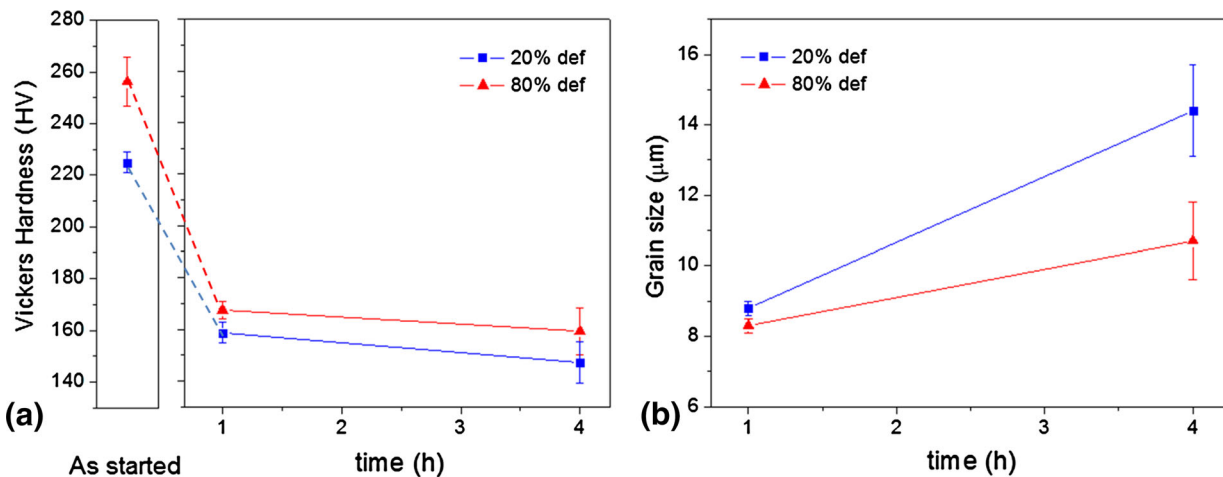 (a)
Vickers Hardness (HV)
280
260
240
220
200
180
160
140
As started
20% def
80% def
1
2
3
4
time (h)
(b)
Grain size (μm)
16
14
12
10
8
6
20% def
80% def
1
2
3
4
time (h)